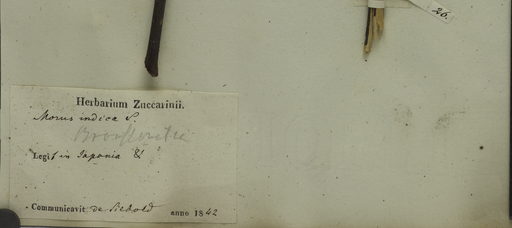 26.
Herbarium Zuccarinii.
Morus indica
Legit in Japonia
Communicavit de Siebold anno 1842